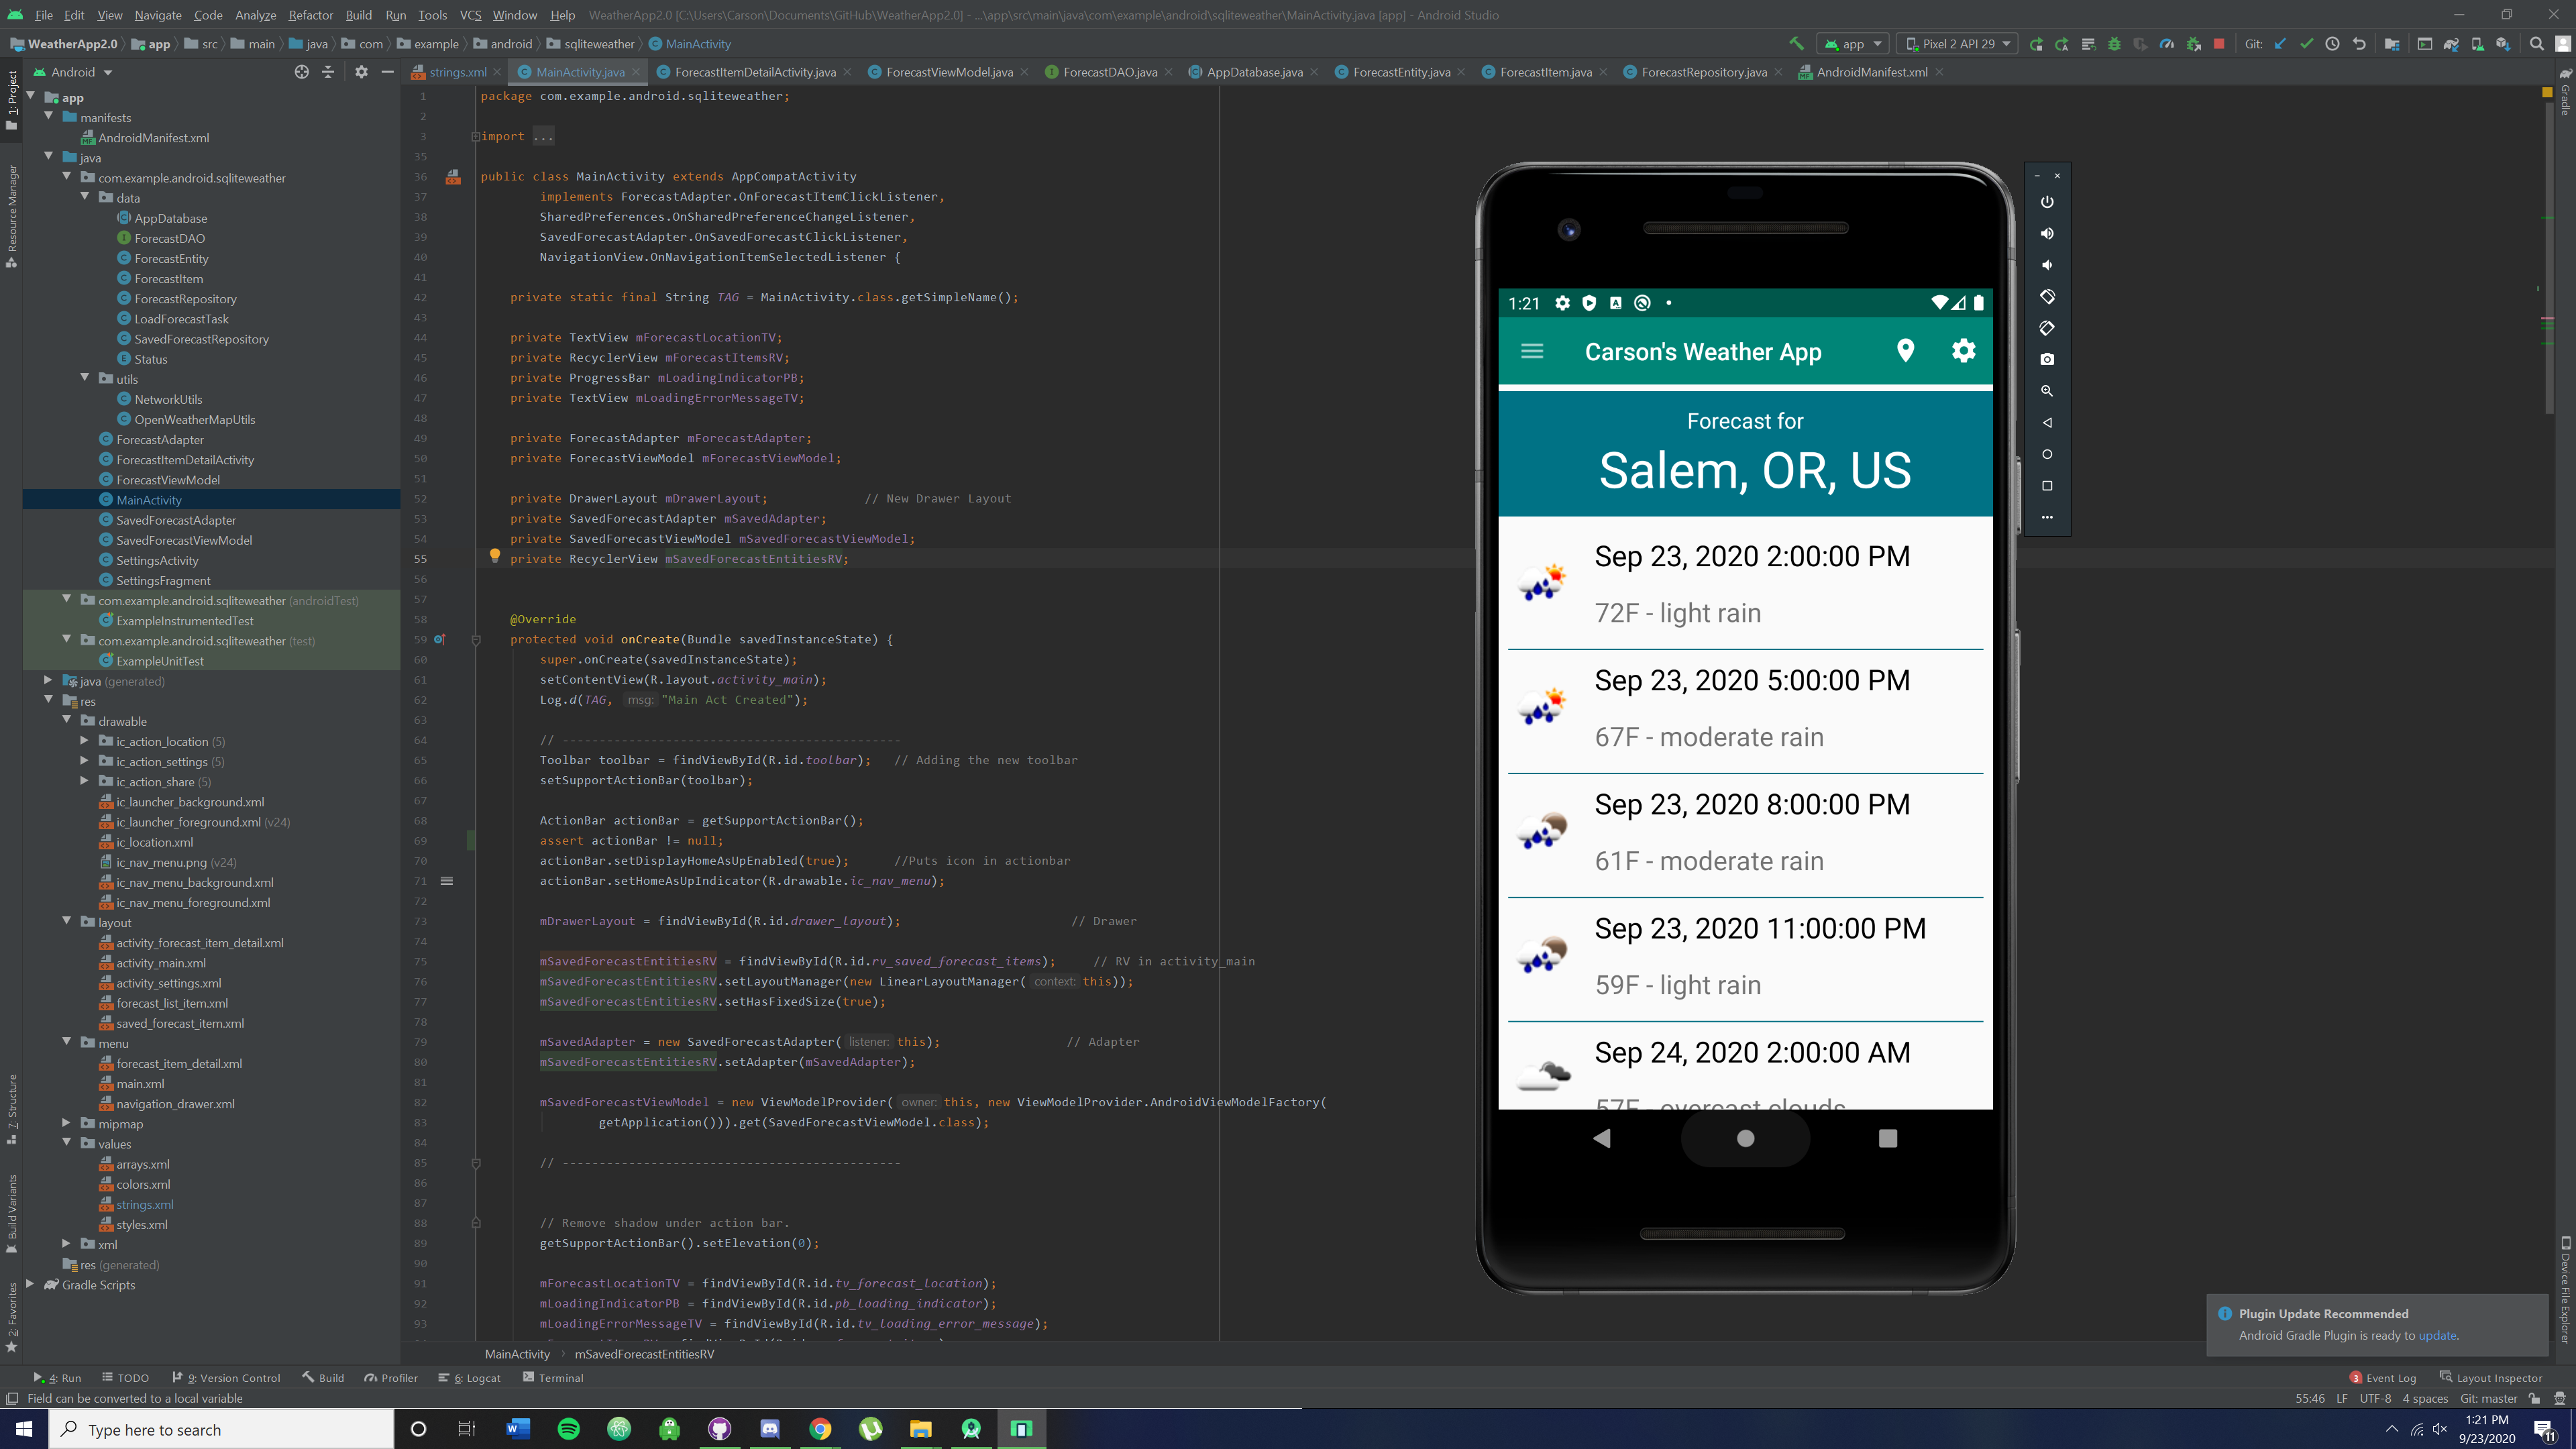 File Edit View Navigate Code Analyze Refactor Build Run Tools VCS Window Help WeatherApp2.0 [C:\Users\Carson\Documents\GitHub\WeatherApp2.0] - ...\app\src\main\java\com\example\android\sqliteweather\MainActivity.java [app] - Android Studio
WeatherApp2.0 app src main java com example android sqliteweather MainActivity app Pixel 2 API 29 Git:
Android
strings.xml MainActivity.java ForecastItemDetailActivity.java ForecastViewModel.java ForecastDAO.java AppDatabase.java ForecastEntity.java ForecastItem.java ForecastRepository.java AndroidManifest.xml
1: Project
Resource Manager
7: Structure
Build Variants
2: Favorites
app
manifests
AndroidManifest.xml
java
com.example.android.sqliteweather
data
AppDatabase
ForecastDAO
ForecastEntity
ForecastItem
ForecastRepository
LoadForecastTask
SavedForecastRepository
Status
utils
NetworkUtils
OpenWeatherMapUtils
ForecastAdapter
ForecastItemDetailActivity
ForecastViewModel
MainActivity
SavedForecastAdapter
SavedForecastViewModel
SettingsActivity
SettingsFragment
com.example.android.sqliteweather (androidTest)
ExampleInstrumentedTest
com.example.android.sqliteweather (test)
ExampleUnitTest
java (generated)
res
drawable
ic_action_location (5)
ic_action_settings (5)
ic_action_share (5)
ic_launcher_background.xml
ic_launcher_foreground.xml (v24)
ic_location.xml
ic_nav_menu.png (v24)
ic_nav_menu_background.xml
ic_nav_menu_foreground.xml
layout
activity_forecast_item_detail.xml
activity_main.xml
activity_settings.xml
forecast_list_item.xml
saved_forecast_item.xml
menu
forecast_item_detail.xml
main.xml
navigation_drawer.xml
mipmap
values
arrays.xml
colors.xml
strings.xml
styles.xml
xml
res (generated)
Gradle Scripts
1 package com.example.android.sqliteweather;
2
3 import ...
35
36 public class MainActivity extends AppCompatActivity
37 implements ForecastAdapter.OnForecastItemClickListener,
38 SharedPreferences.OnSharedPreferenceChangeListener,
39 SavedForecastAdapter.OnSavedForecastClickListener,
40 NavigationView.OnNavigationItemSelectedListener {
41
42 private static final String TAG = MainActivity.class.getSimpleName();
43
44 private TextView mForecastLocationTV;
45 private RecyclerView mForecastItemsRV;
46 private ProgressBar mLoadingIndicatorPB;
47 private TextView mLoadingErrorMessageTV;
48
49 private ForecastAdapter mForecastAdapter;
50 private ForecastViewModel mForecastViewModel;
51
52 private DrawerLayout mDrawerLayout; // New Drawer Layout
53 private SavedForecastAdapter mSavedAdapter;
54 private SavedForecastViewModel mSavedForecastViewModel;
55 private RecyclerView mSavedForecastEntitiesRV;
56
57
58 @Override
59 protected void onCreate(Bundle savedInstanceState) {
60 super.onCreate(savedInstanceState);
61 setContentView(R.layout.activity_main);
62 Log.d(TAG, msg: "Main Act Created");
63
64 // ----------------------------------------------
65 Toolbar toolbar = findViewById(R.id.toolbar); // Adding the new toolbar
66 setSupportActionBar(toolbar);
67
68 ActionBar actionBar = getSupportActionBar();
69 assert actionBar != null;
70 actionBar.setDisplayHomeAsUpEnabled(true); //Puts icon in actionbar
71 actionBar.setHomeAsUpIndicator(R.drawable.ic_nav_menu);
72
73 mDrawerLayout = findViewById(R.id.drawer_layout); // Drawer
74
75 mSavedForecastEntitiesRV = findViewById(R.id.rv_saved_forecast_items); // RV in activity_main
76 mSavedForecastEntitiesRV.setLayoutManager(new LinearLayoutManager( context: this));
77 mSavedForecastEntitiesRV.setHasFixedSize(true);
78
79 mSavedAdapter = new SavedForecastAdapter( listener: this); // Adapter
80 mSavedForecastEntitiesRV.setAdapter(mSavedAdapter);
81
82 mSavedForecastViewModel = new ViewModelProvider( owner: this, new ViewModelProvider.AndroidViewModelFactory(
83 getApplication())).get(SavedForecastViewModel.class);
84
85 // ----------------------------------------------
86
87
88 // Remove shadow under action bar.
89 getSupportActionBar().setElevation(0);
90
91 mForecastLocationTV = findViewById(R.id.tv_forecast_location);
92 mLoadingIndicatorPB = findViewById(R.id.pb_loading_indicator);
93 mLoadingErrorMessageTV = findViewById(R.id.tv_loading_error_message);
MainActivity mSavedForecastEntitiesRV
1:21
Carson's Weather App
Forecast for
Salem, OR, US
Sep 23, 2020 2:00:00 PM
72F - light rain
Sep 23, 2020 5:00:00 PM
67F - moderate rain
Sep 23, 2020 8:00:00 PM
61F - moderate rain
Sep 23, 2020 11:00:00 PM
59F - light rain
Sep 24, 2020 2:00:00 AM
57F - overcast clouds
Gradle
Device File Explorer
Plugin Update Recommended
Android Gradle Plugin is ready to update.
4: Run TODO 9: Version Control Build Profiler 6: Logcat Terminal 3 Event Log Layout Inspector
Field can be converted to a local variable 55:46 LF UTF-8 4 spaces Git: master
Type here to search
1:21 PM
9/23/2020
11